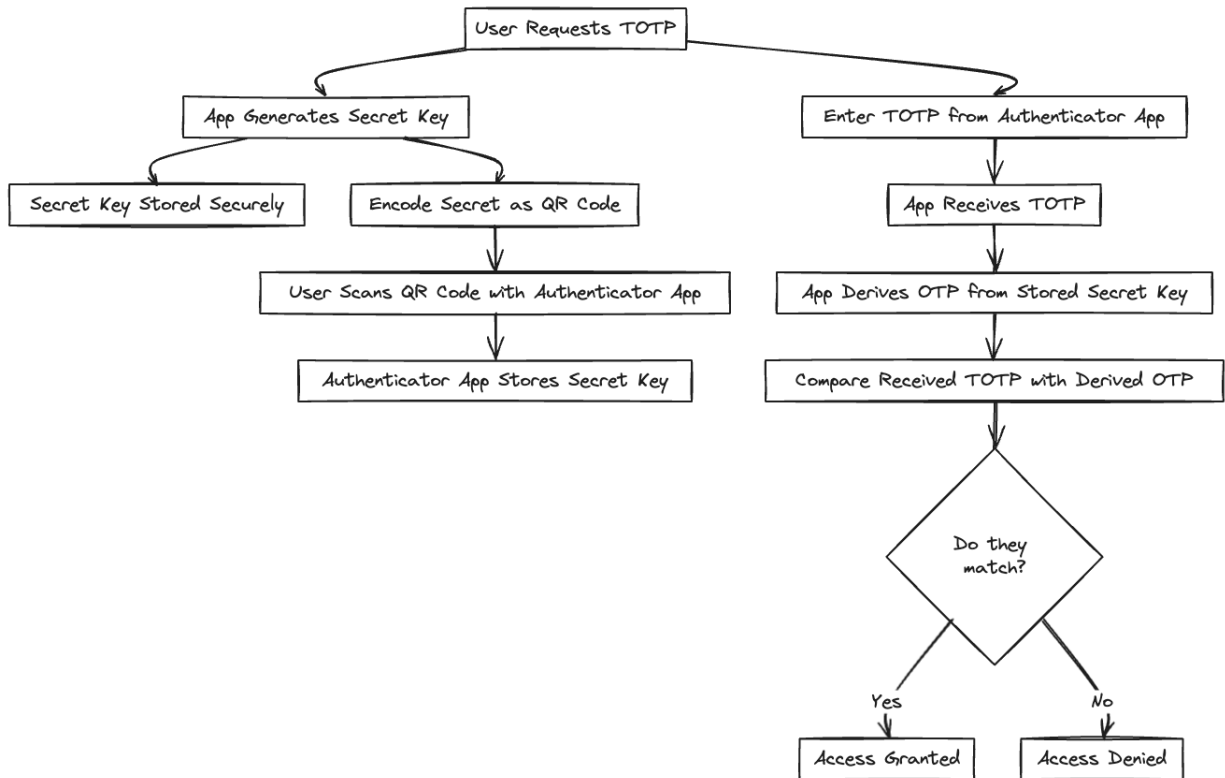 User Requests TOTP
App Generates Secret Key
Enter TOTP from Authenticator App
Secret Key Stored Securely
Encode Secret as QR Code
App Receives TOTP
User Scans QR Code with Authenticator App
App Derives OTP from Stored Secret Key
Authenticator App Stores Secret Key
Compare Received TOTP with Derived OTP
Do they
match?
Yes
No
Access Granted
Access Denied